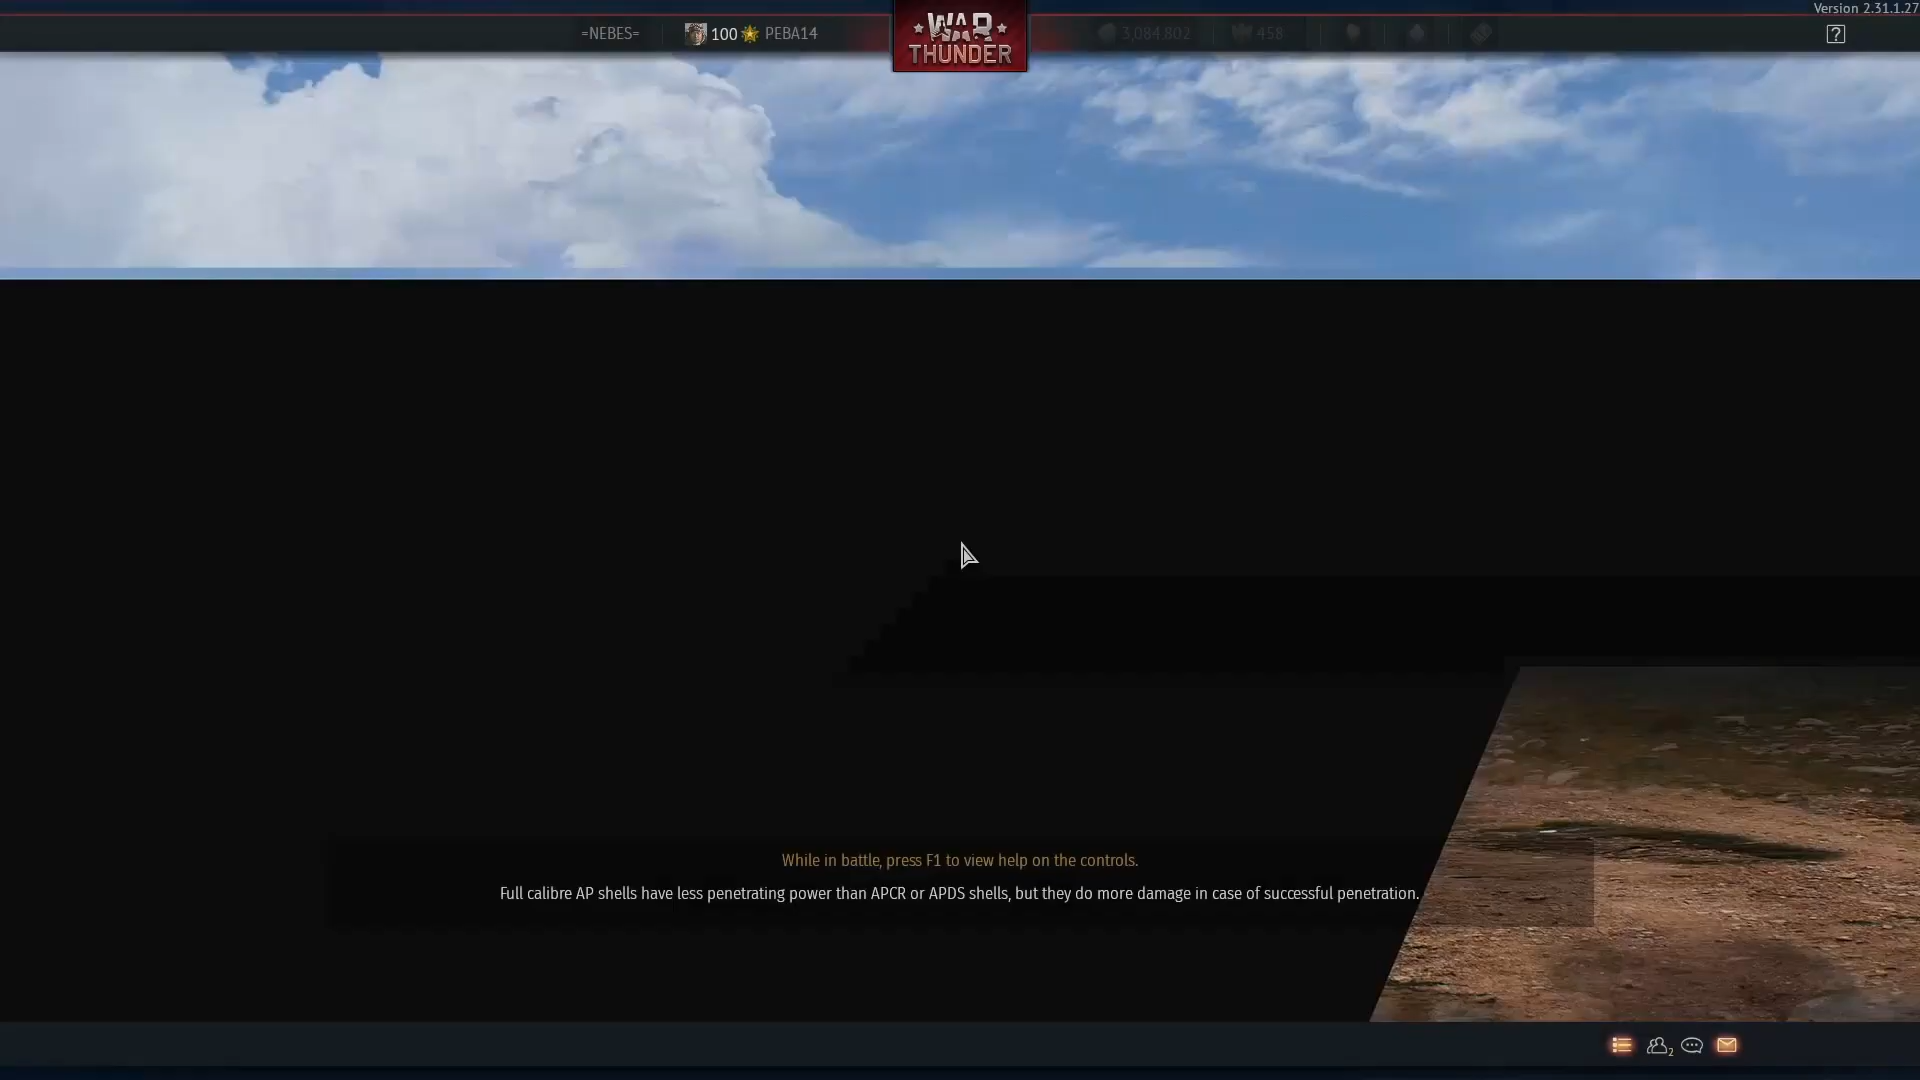 Version 2.31.1.27
=NEBES=
100 PEBA14
WAR
THUNDER
3,084,802
458
?
While in battle, press F1 to view help on the controls.
Full calibre AP shells have less penetrating power than APCR or APDS shells, but they do more damage in case of successful penetration.
2